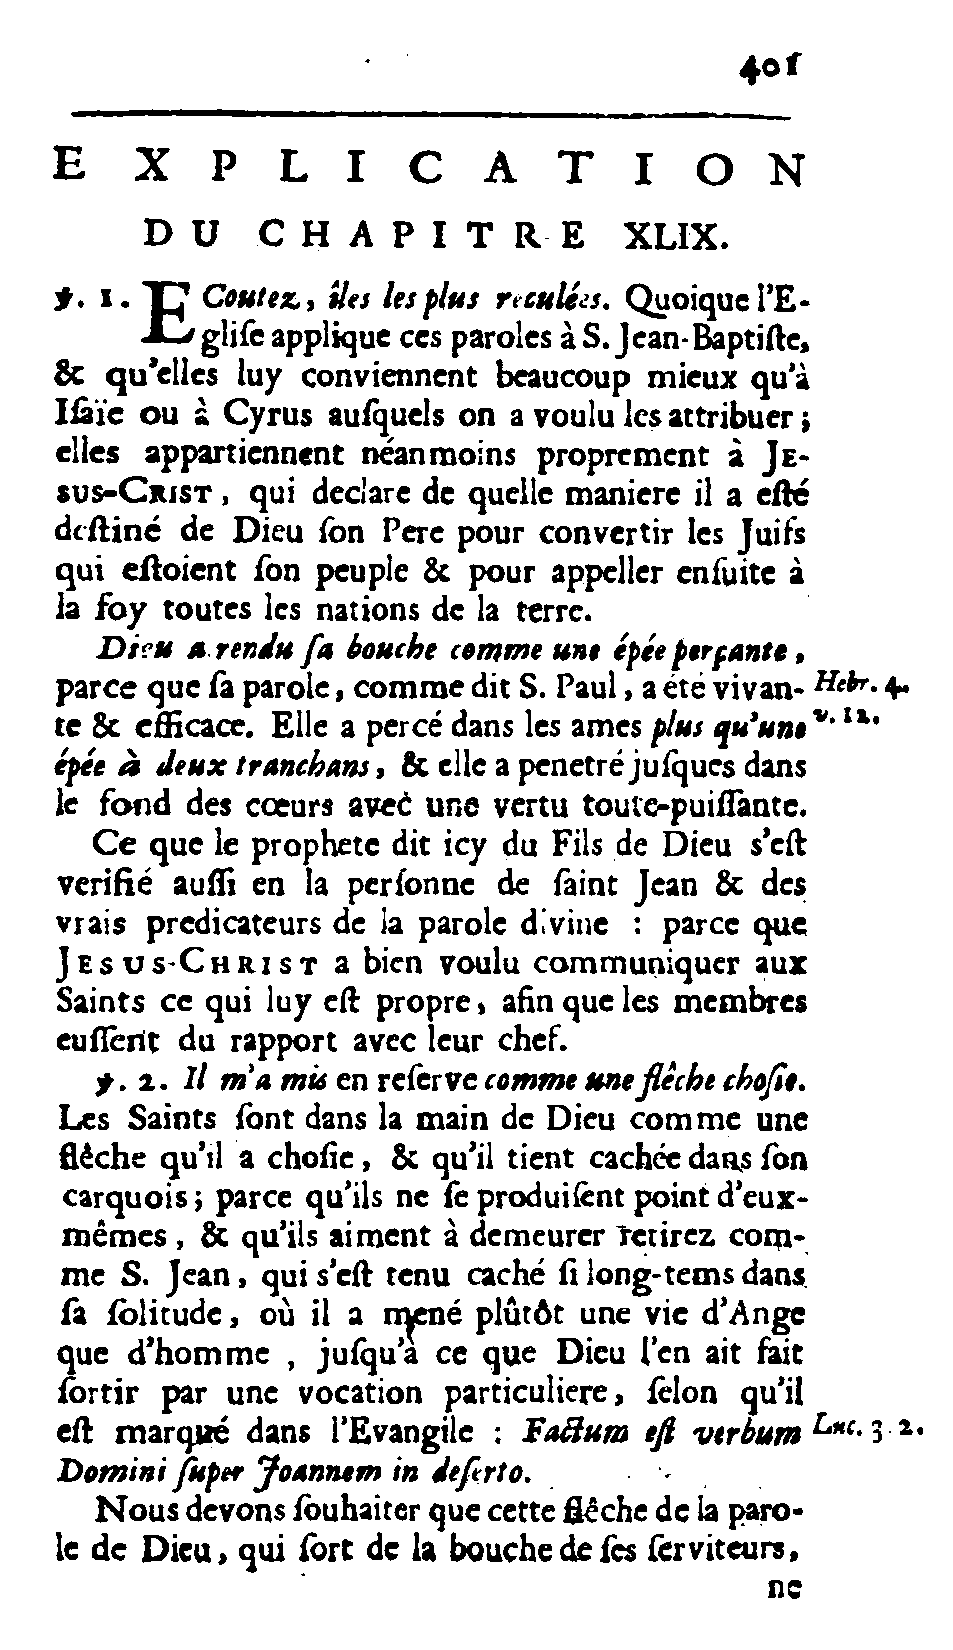 405
EXPLICATION
DU CHAPITRE XLIX.
℣. 1. ECoutez, îles les plus reculées. Quoique l'E-
gliſe applique ces paroles à S. Jean-Baptiſte,
& qu'elles luy conviennent beaucoup mieux qu'à
Iſaïe ou à Cyrus auſquels on a voulu les attribuer;
elles appartiennent néanmoins proprement à JE-
SUS-CRIST, qui declare de quelle maniere il a eſté
deſtiné de Dieu ſon Pere pour convertir les Juifs
qui eſtoient ſon peuple & pour appeller enſuite à
la foy toutes les nations de la terre.
Dieu a rendu ſa bouche comme une épée perçante,
parce que ſa parole, comme dit S. Paul, a été vivan- Hebr. 4.
te & efficace. Elle a percé dans les ames plus qu'une v. 12.
épée à deux tranchans, & elle a penetré juſques dans
le fond des cœurs avec une vertu toute-puiſſante.
Ce que le prophete dit icy du Fils de Dieu s'eſt
verifié auſſi en la perſonne de ſaint Jean & des
vrais predicateurs de la parole divine : parce que
JESUS-CHRIST a bien voulu communiquer aux
Saints ce qui luy eſt propre, afin que les membres
euſſent du rapport avec leur chef.
℣. 2. Il m'a mis en reſerve comme une flêche choſie.
Les Saints ſont dans la main de Dieu comme une
flêche qu'il a choſie, & qu'il tient cachée dans ſon
carquois; parce qu'ils ne ſe produiſent point d'eux-
mêmes, & qu'ils aiment à demeurer retirez com-
me S. Jean, qui s'eſt tenu caché ſi long-tems dans
ſa ſolitude, où il a mené plûtôt une vie d'Ange
que d'homme, juſqu'à ce que Dieu l'en ait fait
ſortir par une vocation particuliere, ſelon qu'il
eſt marqué dans l'Evangile : Factum eſt verbum Luc. 3. 2.
Domini ſuper Joannem in deſerto.
Nous devons ſouhaiter que cette flêche de la paro-
le de Dieu, qui ſort de la bouche de ſes ſerviteurs,
ne